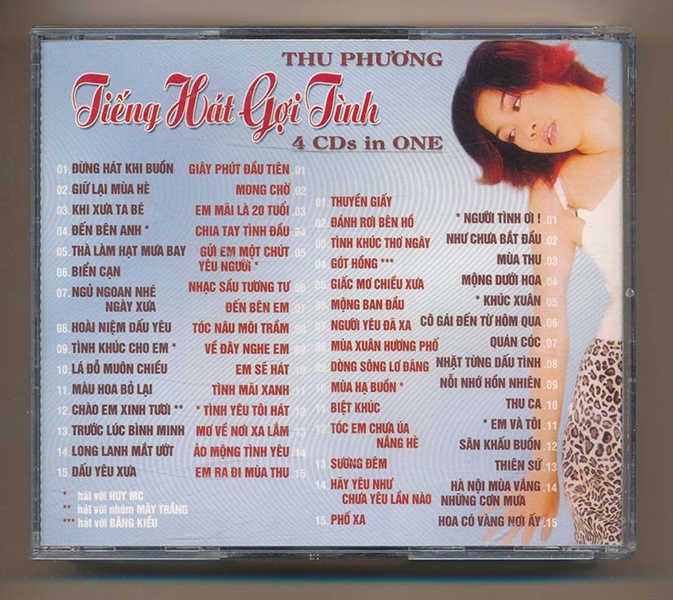 THU PHƯƠNG
Tiếng Hát Gợi Tình
4 CDs in ONE
01. ĐỪNG HÁT KHI BUỒN
02. GIỮ LẠI MÙA HÈ
03. KHI XƯA TA BÉ
04. ĐẾN BÊN ANH *
05. THÀ LÀM HẠT MƯA BAY
06. BIỂN CẠN
07. NGỦ NGOAN NHÉ
NGÀY XƯA
08. HOÀI NIỆM DẤU YÊU
09. TÌNH KHÚC CHO EM *
10. LÁ ĐỔ MUÔN CHIỀU
11. MÀU HOA BỎ LẠI
12. CHÀO EM XINH TƯƠI **
13. TRƯỚC LÚC BÌNH MINH
14. LONG LANH MẮT ƯỚT
15. DẤU YÊU XƯA
GIÂY PHÚT ĐẦU TIÊN .01
MONG CHỜ .02
EM MÃI LÀ 20 TUỔI .03
CHIA TAY TÌNH ĐẦU .04
GỬI EM MỘT CHÚT .05
YÊU NGƯỜI *
NHẠC SẦU TƯƠNG TƯ .06
ĐẾN BÊN EM .07
TÓC NÂU MÔI TRẦM .08
VỀ ĐÂY NGHE EM .09
EM SẼ HÁT .10
TÌNH MÃI XANH .11
* TÌNH YÊU TÔI HÁT .12
MƠ VỀ NƠI XA LẮM .13
ẢO MỘNG TÌNH YÊU .14
EM RA ĐI MÙA THU .15
01. THUYỀN GIẤY
02. ĐÁNH RƠI BÊN HỒ
03. TÌNH KHÚC THƠ NGÂY
04. GÓT HỒNG ***
05. GIẤC MƠ CHIỀU XƯA
06. MỘNG BAN ĐẦU
07. NGƯỜI YÊU ĐÃ XA
08. MÙA XUÂN HƯƠNG PHỐ
09. DÒNG SÔNG LƠ ĐÃNG
10. MÙA HẠ BUỒN *
11. BIỆT KHÚC
12. TÓC EM CHƯA ÚA
NẮNG HÈ
13. SƯƠNG ĐÊM
14. HÃY YÊU NHƯ
CHƯA YÊU LẦN NÀO
15. PHỐ XA
* NGƯỜI TÌNH ƠI ! .01
NHƯ CHƯA BẮT ĐẦU .02
MÙA THU .03
MỘNG DƯỚI HOA .04
* KHÚC XUÂN .05
CÔ GÁI ĐẾN TỪ HÔM QUA .06
QUÁN CÓC .07
NHẶT TỪNG DẤU TÌNH .08
NỖI NHỚ HỒN NHIÊN .09
THU CA .10
* EM VÀ TÔI .11
SÂN KHẤU BUỒN .12
THIÊN SỨ .13
HÀ NỘI MÙA VẮNG .14
NHỮNG CƠN MƯA
HOA CÓ VÀNG NƠI ẤY .15
* hát với HUY MC
** hát với nhóm MÂY TRẮNG
*** hát với BẰNG KIỀU